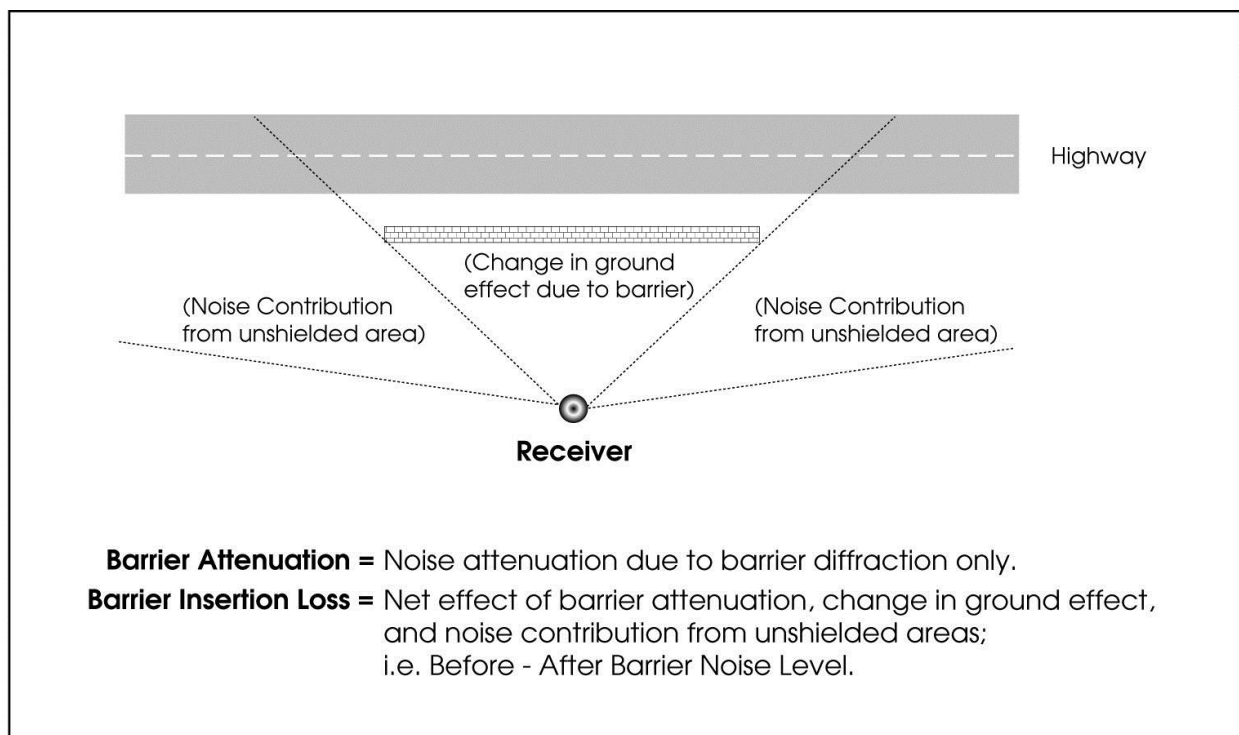 Highway
(Change in ground
effect due to barrier)
(Noise Contribution
from unshielded area)
(Noise Contribution
from unshielded area)
Receiver
Barrier Attenuation = Noise attenuation due to barrier diffraction only.
Barrier Insertion Loss = Net effect of barrier attenuation, change in ground effect,
and noise contribution from unshielded areas;
i.e. Before - After Barrier Noise Level.